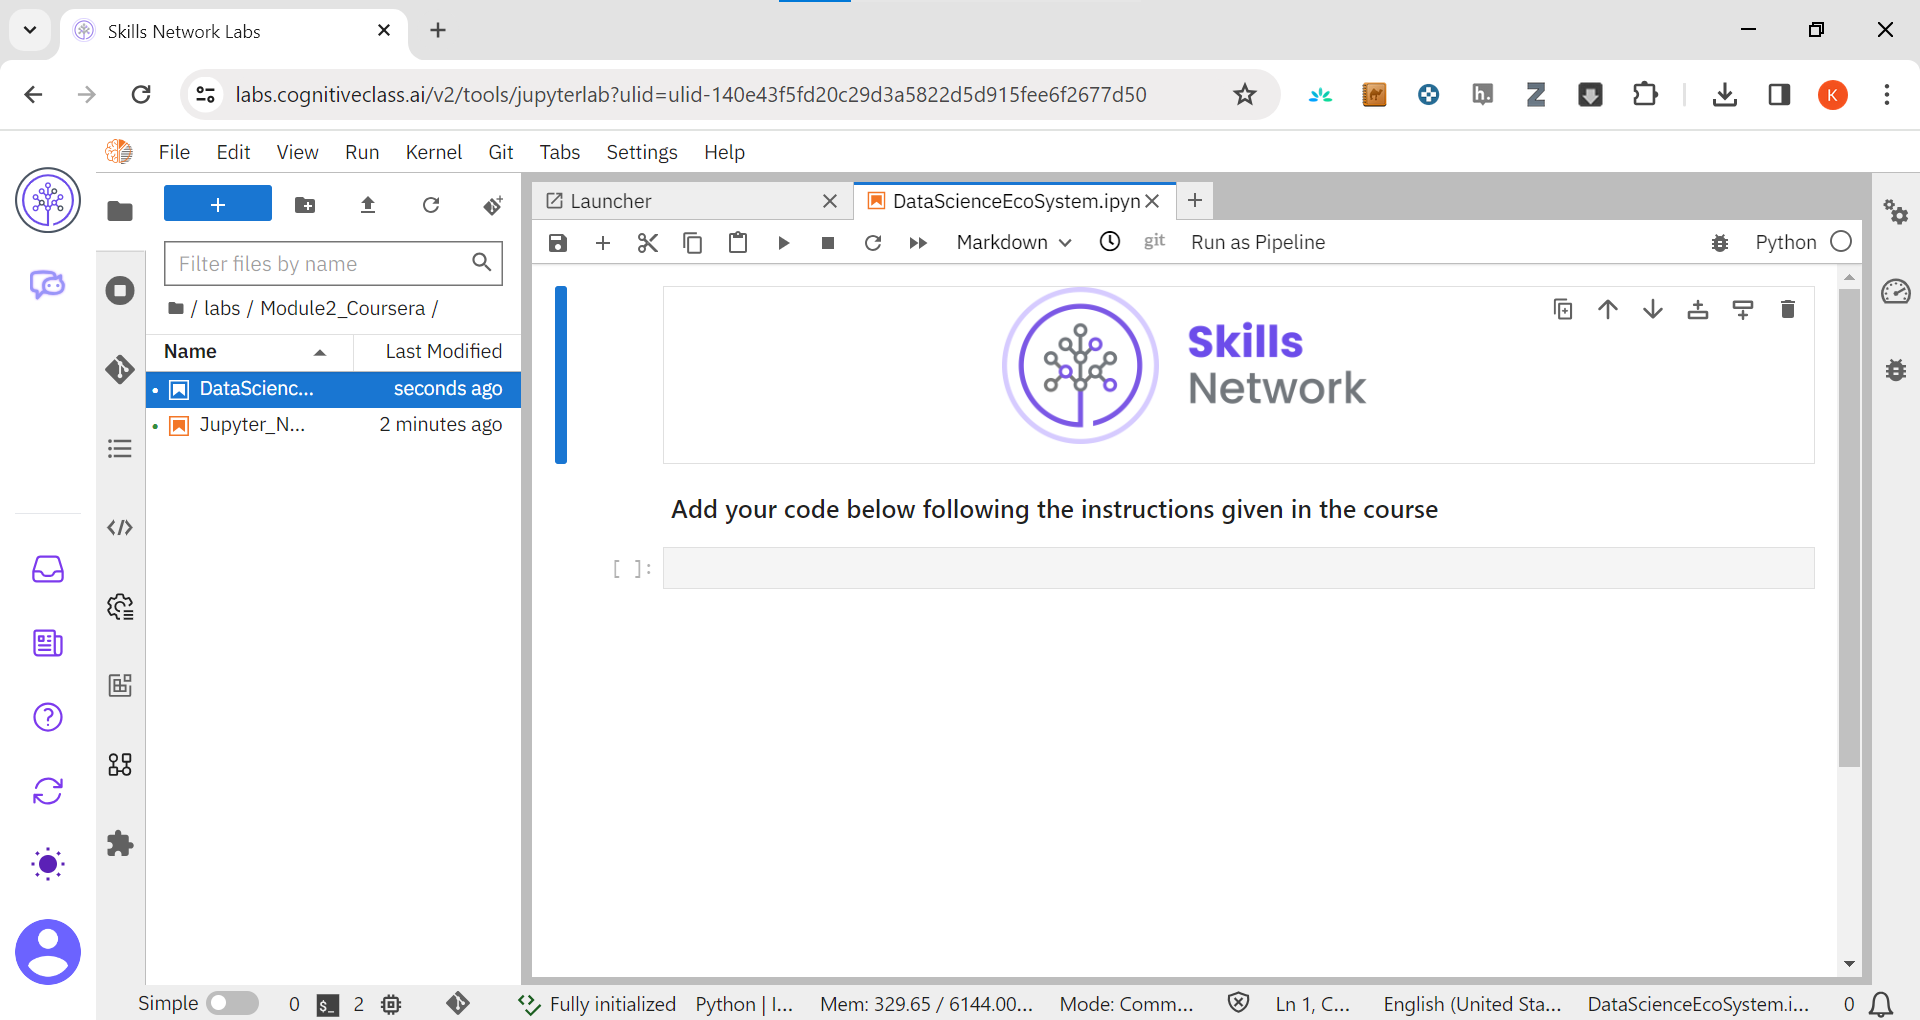 Skills Network Labs
labs.cognitiveclass.ai/v2/tools/jupyterlab?ulid=ulid-140e43f5fd20c29d3a5822d5d915fee6f2677d50
h.
Z
K
File Edit View Run Kernel Git Tabs Settings Help
Launcher
DataScienceEcoSystem.ipyn
Markdown
git
Run as Pipeline
Python
Filter files by name
/ labs / Module2_Coursera /
Name Last Modified
DataScienc... seconds ago
Jupyter_N... 2 minutes ago
Skills
Network
Add your code below following the instructions given in the course
[ ]:
Simple 0 $_ 2 Fully initialized Python | I... Mem: 329.65 / 6144.00... Mode: Comm... Ln 1, C... English (United Sta... DataScienceEcoSystem.i... 0